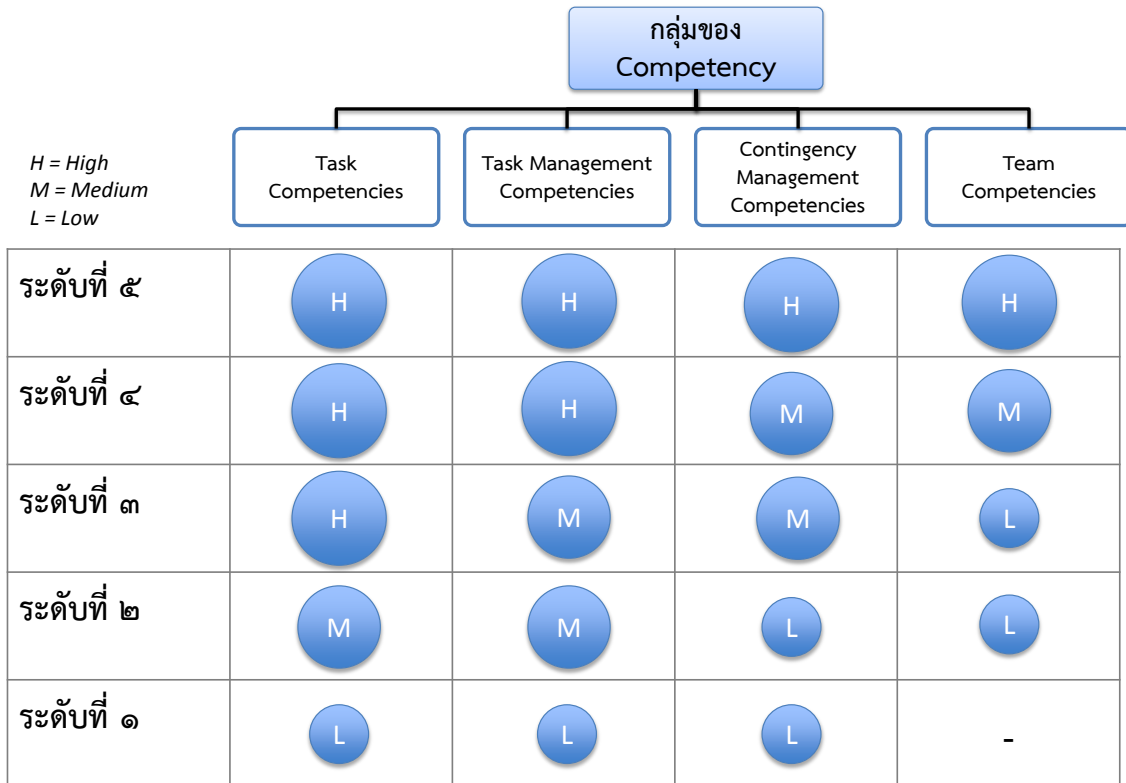 กลุ่มของ
Competency
H = High
M = Medium
L = Low
Task
Competencies
Task Management
Competencies
Contingency
Management
Competencies
Team
Competencies
ระดับที่ ๕
H
H
H
H
ระดับที่ ๔
H
H
M
M
ระดับที่ ๓
H
M
M
L
ระดับที่ ๒
M
M
L
L
ระดับที่ ๑
L
L
L
-